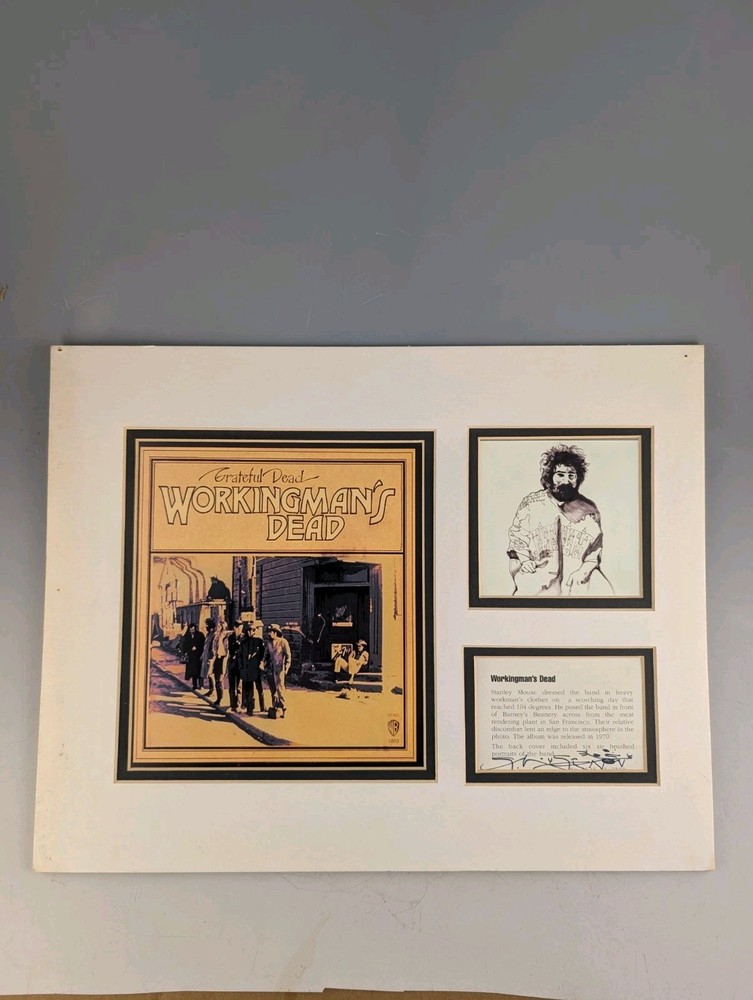 Grateful Dead
WORKINGMAN'S
DEAD
Workingman's Dead
Stanley Mouse dressed the band in heavy
workman's clothes on a scorching day that
reached 104 degrees. He posed the band in front
of Barney's Beanery across from the meat
rendering plant in San Francisco. Their relative
discomfort lent an edge to the atmosphere in the
photo. The album was released in 1970
The back cover included six air brushed
portraits of the band